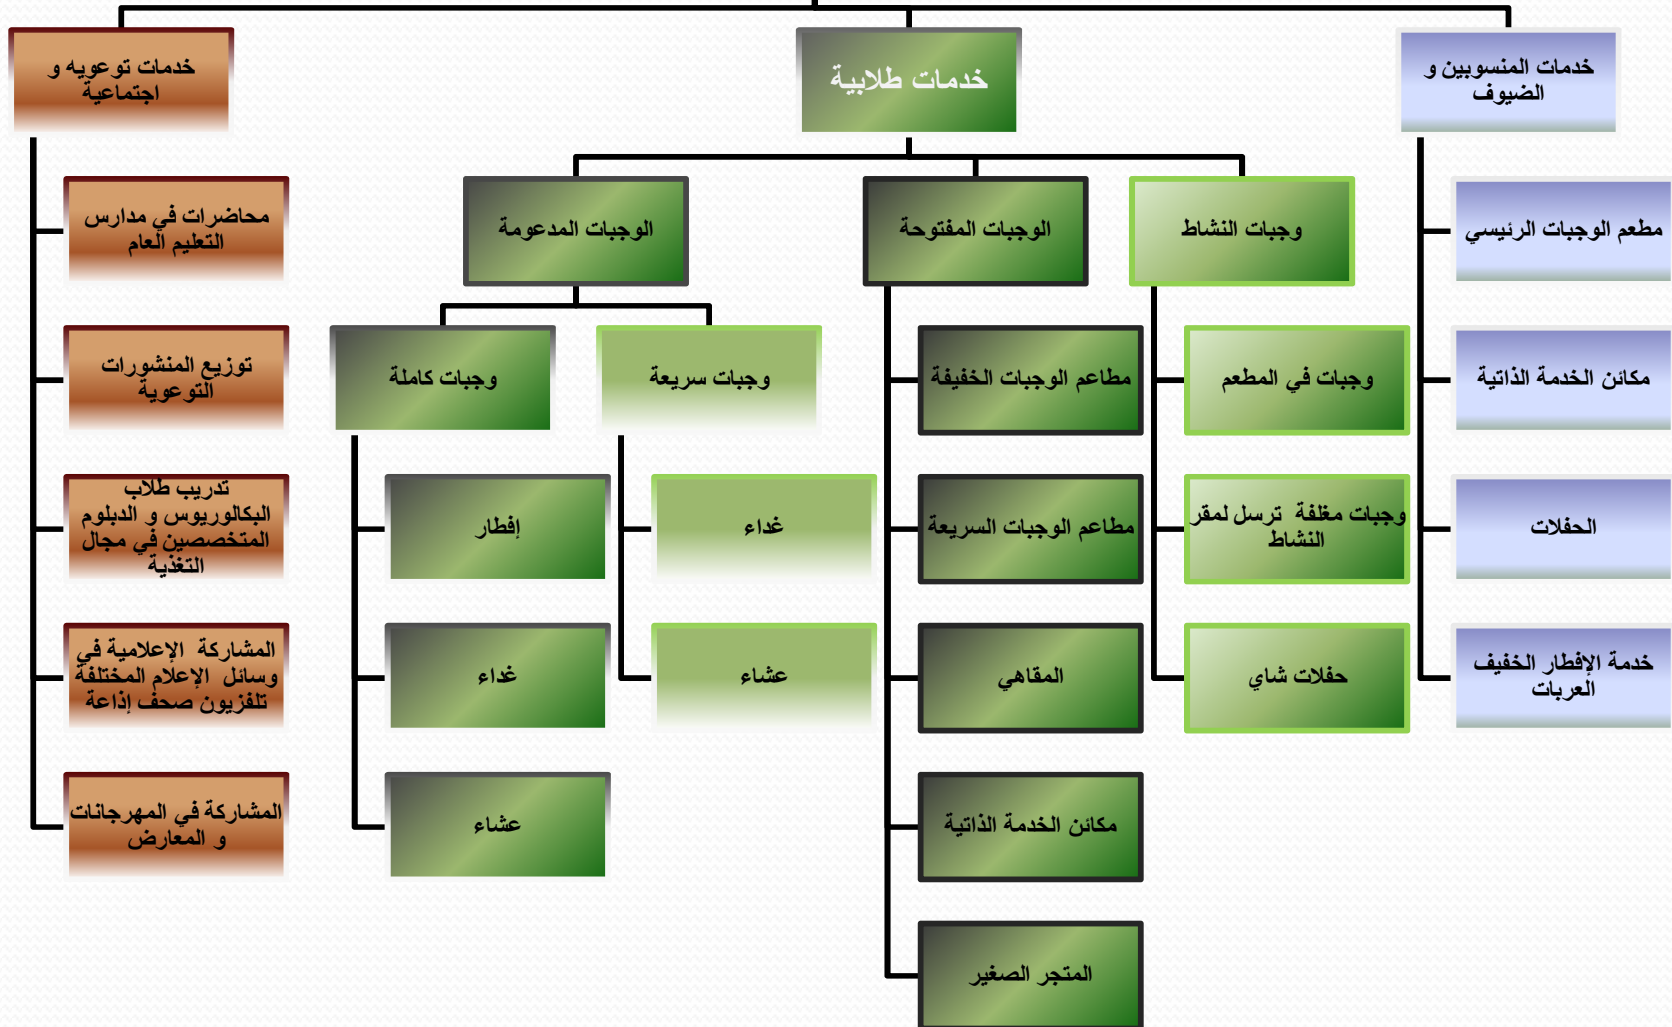 خدمات المنسوبين و
الضيوف
خدمات طلابية
خدمات توعويه و
اجتماعية
وجبات النشاط
الوجبات المفتوحة
الوجبات المدعومة
مطعم الوجبات الرئيسي
مكائن الخدمة الذاتية
الحفلات
خدمة الإفطار الخفيف
العربات
وجبات في المطعم
وجبات مغلفة ترسل لمقر
النشاط
حفلات شاي
مطاعم الوجبات الخفيفة
مطاعم الوجبات السريعة
المقاهي
مكائن الخدمة الذاتية
المتجر الصغير
وجبات سريعة
غداء
عشاء
وجبات كاملة
إفطار
غداء
عشاء
محاضرات في مدارس
التعليم العام
توزيع المنشورات
التوعوية
تدريب طلاب
البكالوريوس و الدبلوم
المتخصصين في مجال
التغذية
المشاركة الإعلامية في
وسائل الإعلام المختلفة
تلفزيون صحف إذاعة
المشاركة في المهرجانات
و المعارض